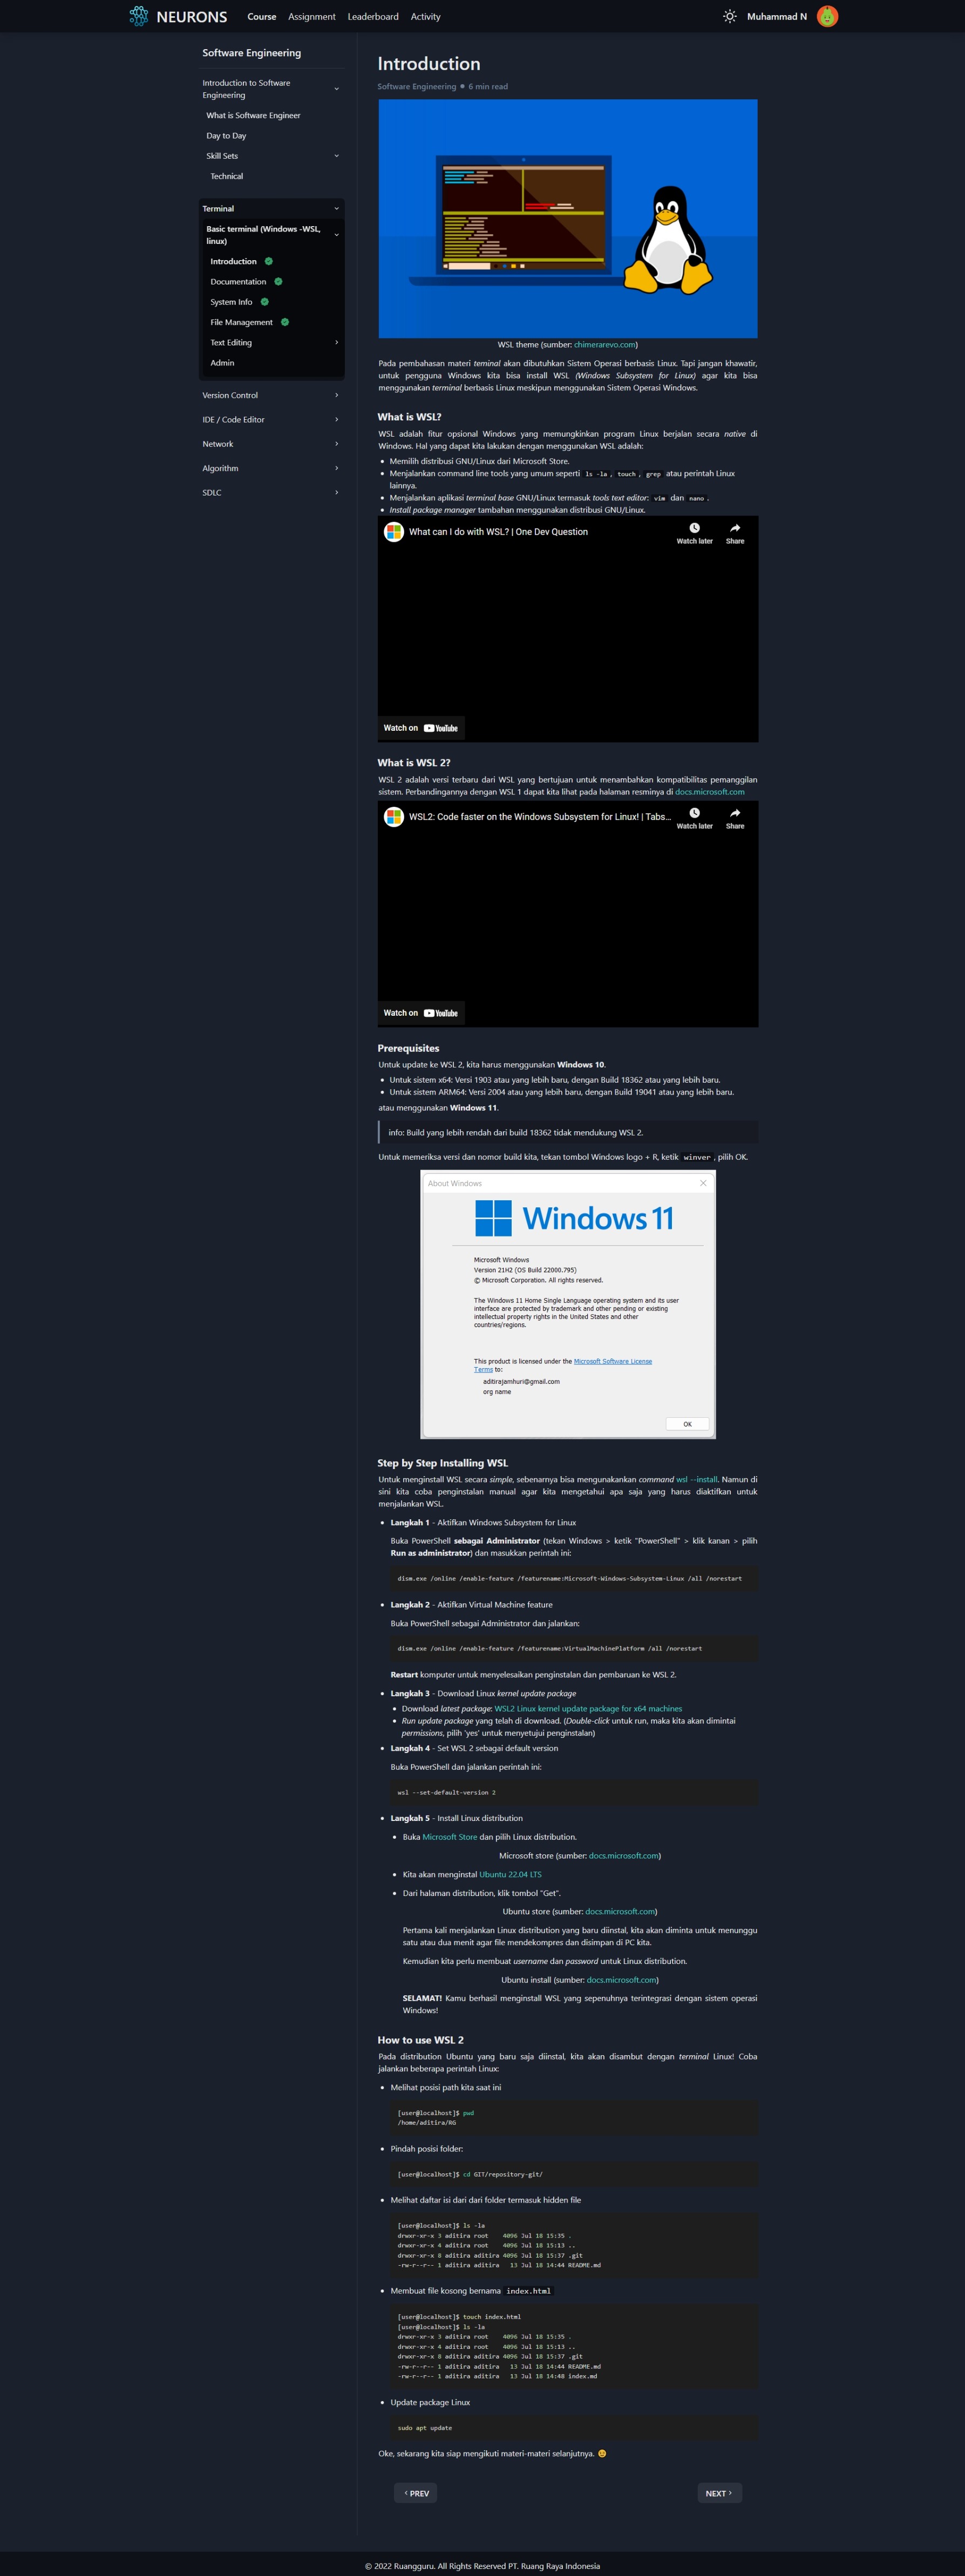 NEURONS
Course
Assignment
Leaderboard
Activity
Muhammad N
Software Engineering
Introduction to Software
Engineering
What is Software Engineer
Day to Day
Skill Sets
Technical
Terminal
Basic terminal (Windows -WSL,
linux)
Introduction
Documentation
System Info
File Management
Text Editing
Admin
Version Control
IDE / Code Editor
Network
Algorithm
SDLC
Introduction
Software Engineering • 6 min read
WSL theme (sumber: chimerarevo.com)
Pada pembahasan materi teminal akan dibutuhkan Sistem Operasi berbasis Linux. Tapi jangan khawatir,
untuk pengguna Windows kita bisa install WSL (Windows Subsystem for Linux) agar kita bisa
menggunakan terminal berbasis Linux meskipun menggunakan Sistem Operasi Windows.
What is WSL?
WSL adalah fitur opsional Windows yang memungkinkan program Linux berjalan secara native di
Windows. Hal yang dapat kita lakukan dengan menggunakan WSL adalah:
• Memilih distribusi GNU/Linux dari Microsoft Store.
• Menjalankan command line tools yang umum seperti ls -la , touch , grep atau perintah Linux
lainnya.
• Menjalankan aplikasi terminal base GNU/Linux termasuk tools text editor: vim dan nano .
• Install package manager tambahan menggunakan distribusi GNU/Linux.
What can I do with WSL? | One Dev Question
Watch later
Share
Watch on YouTube
What is WSL 2?
WSL 2 adalah versi terbaru dari WSL yang bertujuan untuk menambahkan kompatibilitas pemanggilan
sistem. Perbandingannya dengan WSL 1 dapat kita lihat pada halaman resminya di docs.microsoft.com
WSL2: Code faster on the Windows Subsystem for Linux! | Tabs...
Watch later
Share
Watch on YouTube
Prerequisites
Untuk update ke WSL 2, kita harus menggunakan Windows 10.
• Untuk sistem x64: Versi 1903 atau yang lebih baru, dengan Build 18362 atau yang lebih baru.
• Untuk sistem ARM64: Versi 2004 atau yang lebih baru, dengan Build 19041 atau yang lebih baru.
atau menggunakan Windows 11.
info: Build yang lebih rendah dari build 18362 tidak mendukung WSL 2.
Untuk memeriksa versi dan nomor build kita, tekan tombol Windows logo + R, ketik winver , pilih OK.
About Windows
Windows 11
Microsoft Windows
Version 21H2 (OS Build 22000.795)
© Microsoft Corporation. All rights reserved.
The Windows 11 Home Single Language operating system and its user
interface are protected by trademark and other pending or existing
intellectual property rights in the United States and other
countries/regions.
This product is licensed under the Microsoft Software License
Terms to:
aditirajamhuri@gmail.com
org name
OK
Step by Step Installing WSL
Untuk menginstall WSL secara simple, sebenarnya bisa mengunakankan command wsl --install. Namun di
sini kita coba penginstalan manual agar kita mengetahui apa saja yang harus diaktifkan untuk
menjalankan WSL.
• Langkah 1 - Aktifkan Windows Subsystem for Linux
Buka PowerShell sebagai Administrator (tekan Windows > ketik "PowerShell" > klik kanan > pilih
Run as administrator) dan masukkan perintah ini:
dism.exe /online /enable-feature /featurename:Microsoft-Windows-Subsystem-Linux /all /norestart
• Langkah 2 - Aktifkan Virtual Machine feature
Buka PowerShell sebagai Administrator dan jalankan:
dism.exe /online /enable-feature /featurename:VirtualMachinePlatform /all /norestart
Restart komputer untuk menyelesaikan penginstalan dan pembaruan ke WSL 2.
• Langkah 3 - Download Linux kernel update package
• Download latest package: WSL2 Linux kernel update package for x64 machines
• Run update package yang telah di download. (Double-click untuk run, maka kita akan dimintai
permissions, pilih 'yes' untuk menyetujui penginstalan)
• Langkah 4 - Set WSL 2 sebagai default version
Buka PowerShell dan jalankan perintah ini:
wsl --set-default-version 2
• Langkah 5 - Install Linux distribution
• Buka Microsoft Store dan pilih Linux distribution.
Microsoft store (sumber: docs.microsoft.com)
• Kita akan menginstal Ubuntu 22.04 LTS
• Dari halaman distribution, klik tombol "Get".
Ubuntu store (sumber: docs.microsoft.com)
Pertama kali menjalankan Linux distribution yang baru diinstal, kita akan diminta untuk menunggu
satu atau dua menit agar file mendekompres dan disimpan di PC kita.
Kemudian kita perlu membuat username dan password untuk Linux distribution.
Ubuntu install (sumber: docs.microsoft.com)
SELAMAT! Kamu berhasil menginstall WSL yang sepenuhnya terintegrasi dengan sistem operasi
Windows!
How to use WSL 2
Pada distribution Ubuntu yang baru saja diinstal, kita akan disambut dengan terminal Linux! Coba
jalankan beberapa perintah Linux:
• Melihat posisi path kita saat ini
[user@localhost]$ pwd
/home/aditira/RG
• Pindah posisi folder:
[user@localhost]$ cd GIT/repository-git/
• Melihat daftar isi dari dari folder termasuk hidden file
[user@localhost]$ ls -la
drwxr-xr-x 3 aditira root    4096 Jul 18 15:35 .
drwxr-xr-x 4 aditira root    4096 Jul 18 15:13 ..
drwxr-xr-x 8 aditira aditira 4096 Jul 18 15:37 .git
-rw-r--r-- 1 aditira aditira   13 Jul 18 14:44 README.md
• Membuat file kosong bernama index.html
[user@localhost]$ touch index.html
[user@localhost]$ ls -la
drwxr-xr-x 3 aditira root    4096 Jul 18 15:35 .
drwxr-xr-x 4 aditira root    4096 Jul 18 15:13 ..
drwxr-xr-x 8 aditira aditira 4096 Jul 18 15:37 .git
-rw-r--r-- 1 aditira aditira   13 Jul 18 14:44 README.md
-rw-r--r-- 1 aditira aditira   13 Jul 18 14:48 index.md
• Update package Linux
sudo apt update
Oke, sekarang kita siap mengikuti materi-materi selanjutnya. 😉
‹ PREV
NEXT ›
© 2022 Ruangguru. All Rights Reserved PT. Ruang Raya Indonesia